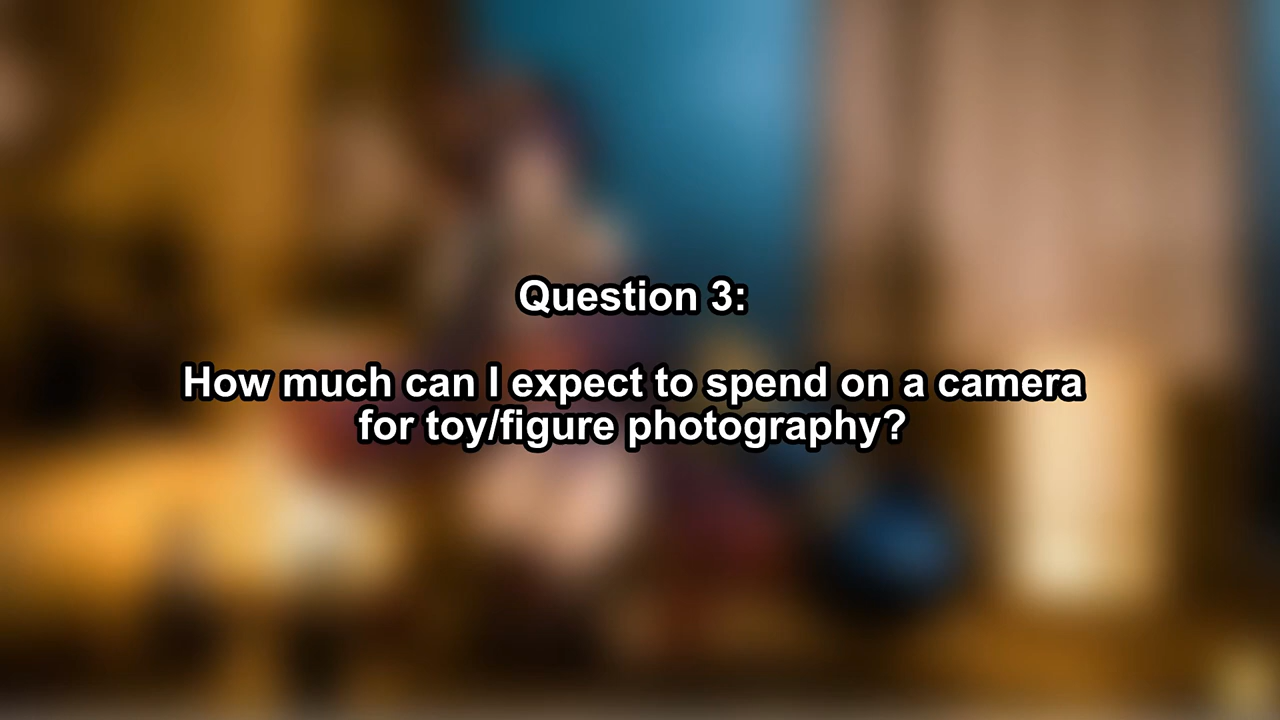 Question 3:
How much can I expect to spend on a camera
for toy/figure photography?